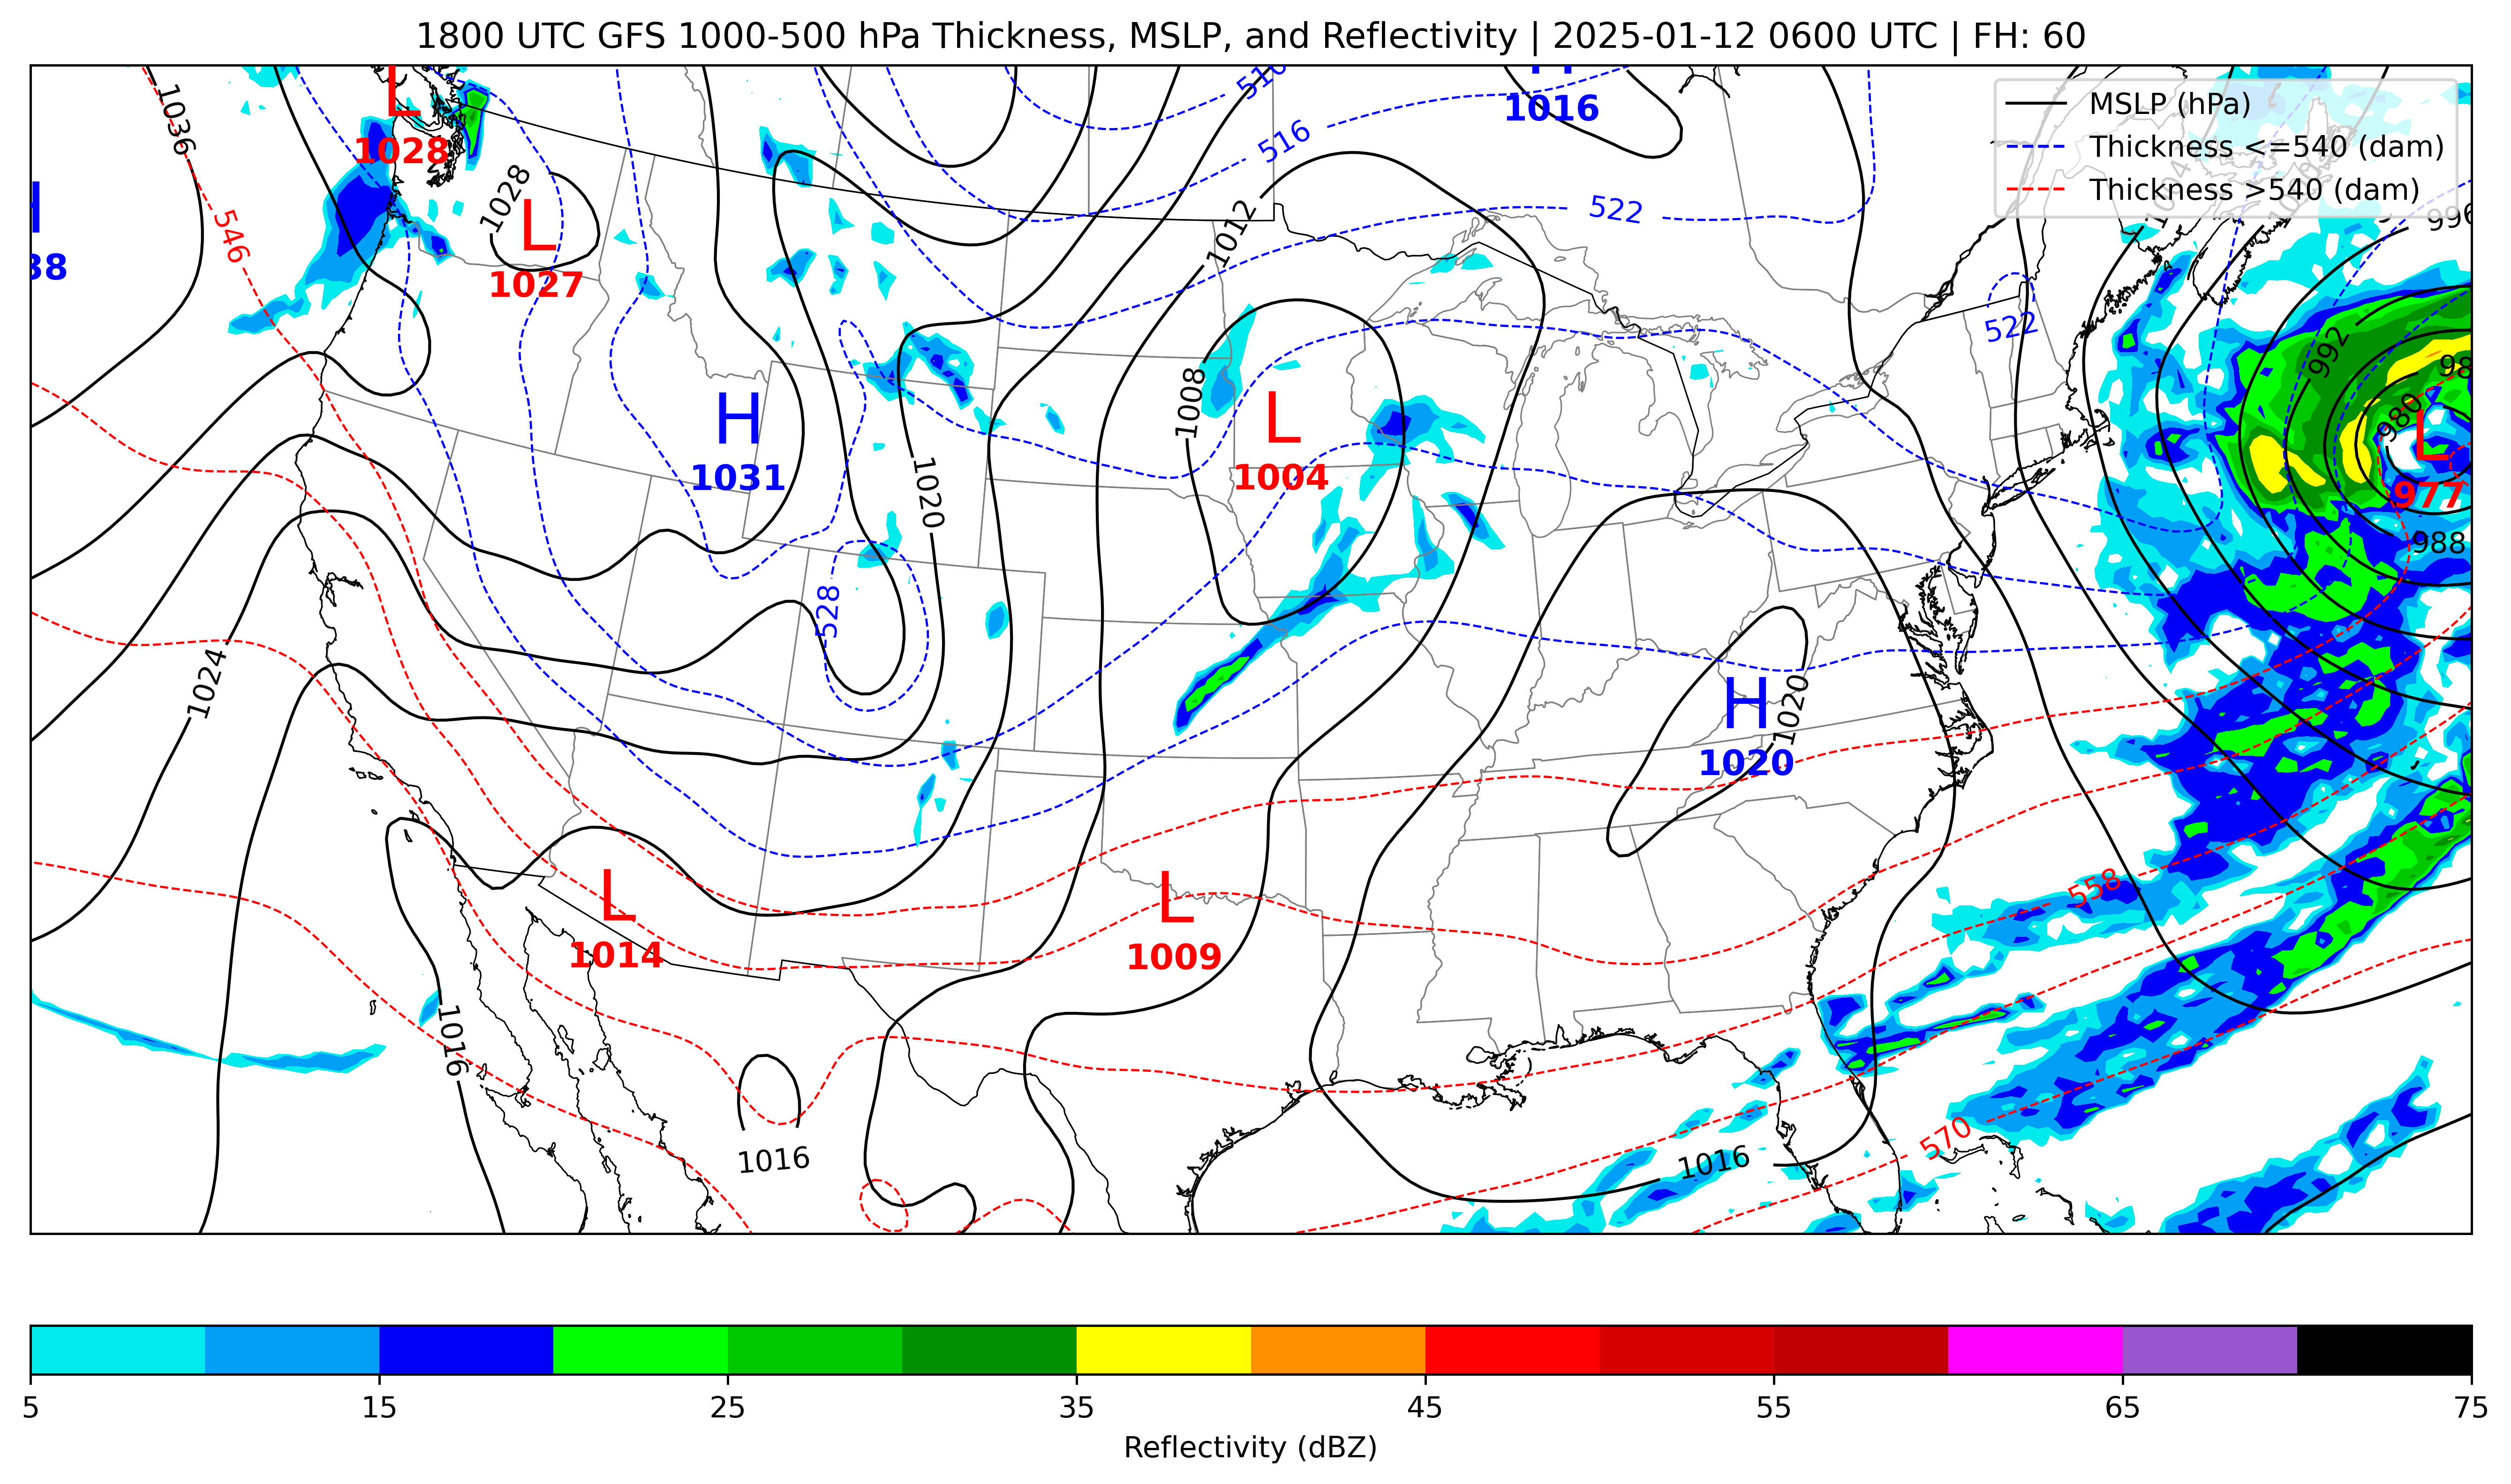 1800 UTC GFS 1000-500 hPa Thickness, MSLP, and Reflectivity | 2025-01-12 0600 UTC | FH: 60
MSLP (hPa)
Thickness <=540 (dam)
Thickness >540 (dam)
1036
L
1028
516
H
1016
516
1028
L
1027
546
H
38
522
1012
996
522
992
1008
H
1031
L
1004
980
L
977
988
1020
528
1024
H
1020
1020
558
L
1014
L
1009
1016
1016
1016
570
5
15
25
35
45
55
65
75
Reflectivity (dBZ)